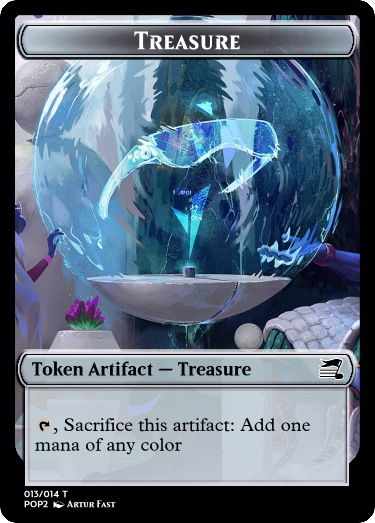 Treasure
Token Artifact — Treasure
, Sacrifice this artifact: Add one
mana of any color
013/014 T
POP2 Artur Fast